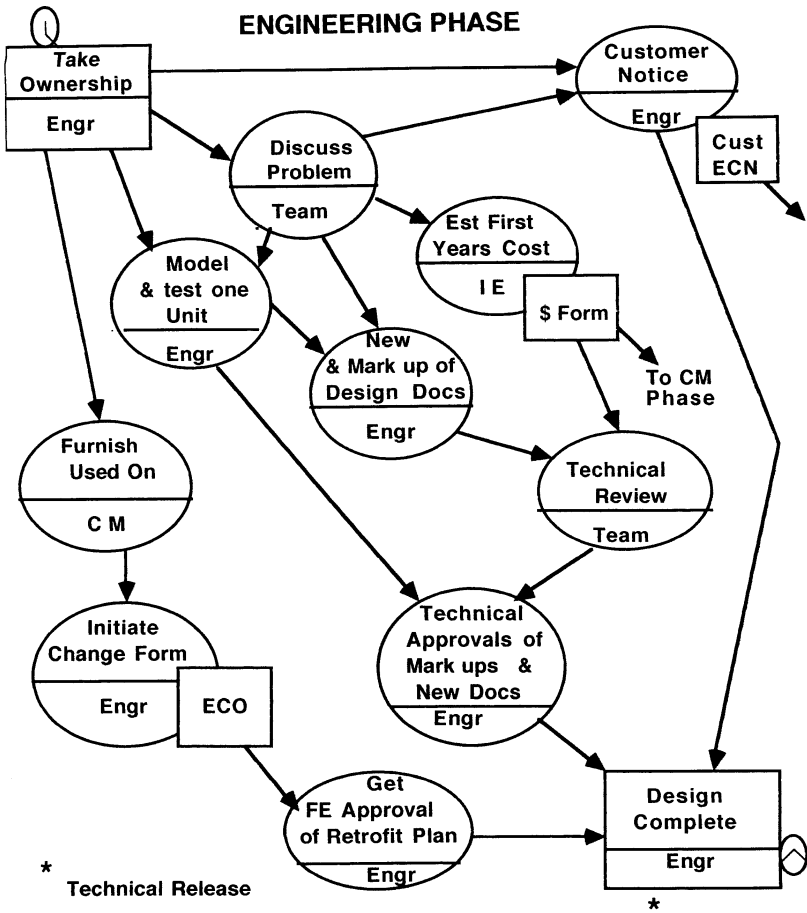 ENGINEERING PHASE
Take
Ownership
Engr
Customer
Notice
Engr
Cust
ECN
Discuss
Problem
Team
Est First
Years Cost
I E
$ Form
To CM
Phase
Model
& test one
Unit
Engr
New
& Mark up of
Design Docs
Engr
Furnish
Used On
C M
Technical
Review
Team
Initiate
Change Form
Engr
ECO
Technical
Approvals of
Mark ups &
New Docs
Engr
Get
FE Approval
of Retrofit Plan
Engr
Design
Complete
Engr
*
Technical Release
*